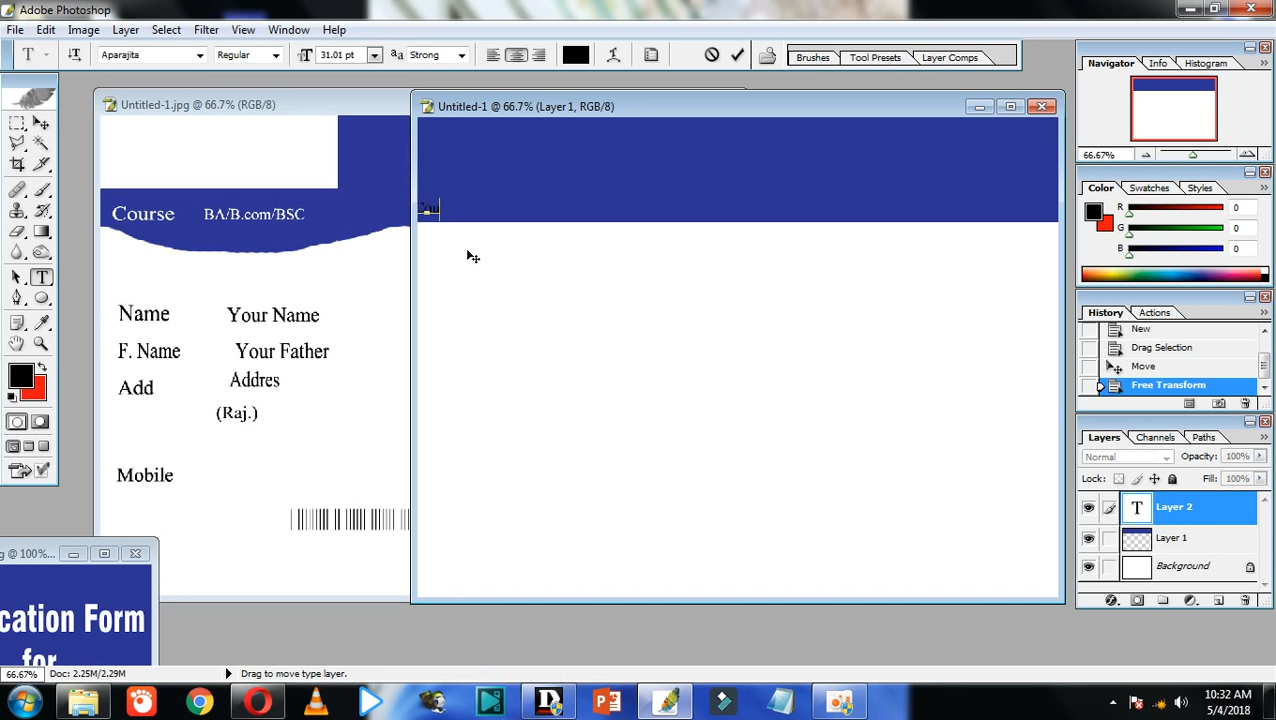 Adobe Photoshop
File Edit Image Layer Select Filter View Window Help
T Aparajita Regular T 31.01 pt aa Strong Brushes Tool Presets Layer Comps
Untitled-1.jpg @ 66.7% (RGB/8)
Untitled-1 @ 66.7% (Layer 1, RGB/8)
Navigator Info Histogram
66.67%
Color Swatches Styles
R 0
G 0
B 0
Course BA/B.com/BSC
Cou
Name Your Name
F. Name Your Father
Add Addres
(Raj.)
Mobile
History Actions
New
Drag Selection
Move
Free Transform
Layers Channels Paths
Normal Opacity: 100%
Lock: Fill: 100%
T Layer 2
Layer 1
Background
g @ 100%...
cation Form
for
66.67% Doc: 2.25M/2.29M Drag to move type layer.
10:32 AM
5/4/2018